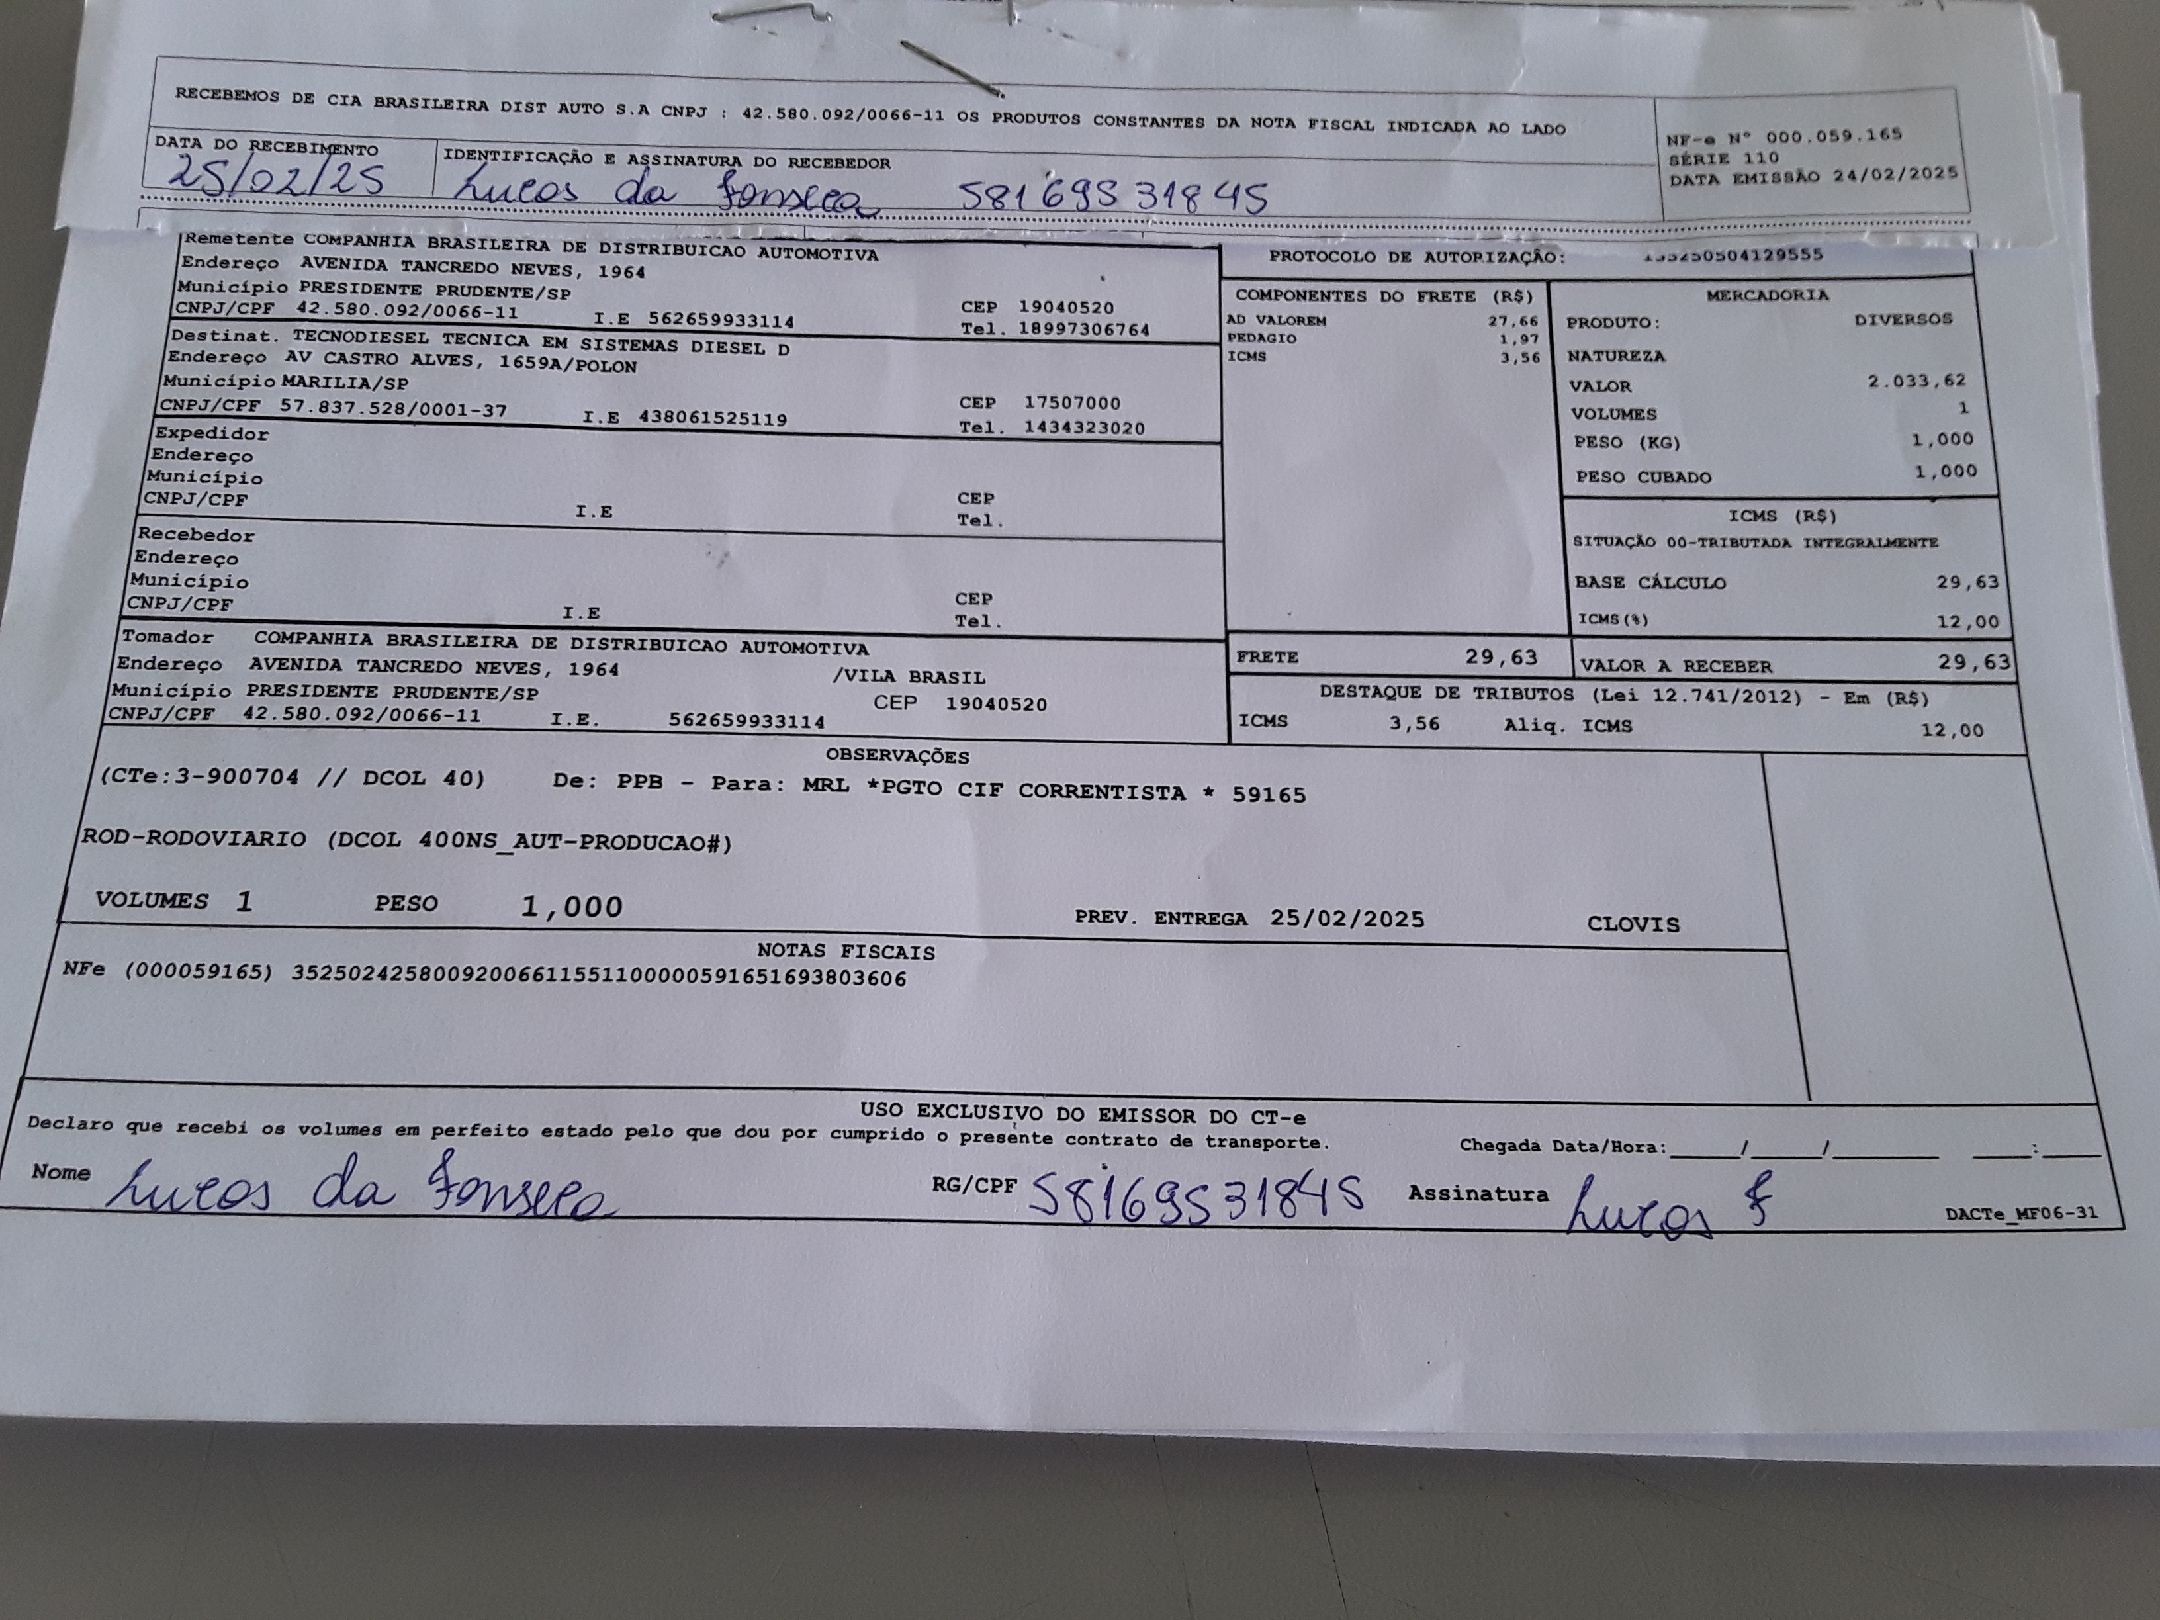 RECEBEMOS DE CIA BRASILEIRA DIST AUTO S.A CNPJ : 42.580.092/0066-11 OS PRODUTOS CONSTANTES DA NOTA FISCAL INDICADA AO LADO
NF-e N° 000.059.165
SÉRIE 110
DATA EMISSÃO 24/02/2025
DATA DO RECEBIMENTO
25/02/25
IDENTIFICAÇÃO E ASSINATURA DO RECEBEDOR
Lucas da Fonseca 58169531845
Remetente COMPANHIA BRASILEIRA DE DISTRIBUICAO AUTOMOTIVA
Endereço AVENIDA TANCREDO NEVES, 1964
Município PRESIDENTE PRUDENTE/SP CEP 19040520
CNPJ/CPF 42.580.092/0066-11 I.E 562659933114 Tel. 18997306764
Destinat. TECNODIESEL TECNICA EM SISTEMAS DIESEL D
Endereço AV CASTRO ALVES, 1659A/POLON
Município MARILIA/SP CEP 17507000
CNPJ/CPF 57.837.528/0001-37 I.E 438061525119 Tel. 1434323020
Expedidor
Endereço
Município CEP
CNPJ/CPF I.E Tel.
Recebedor
Endereço
Município CEP
CNPJ/CPF I.E Tel.
Tomador COMPANHIA BRASILEIRA DE DISTRIBUICAO AUTOMOTIVA
Endereço AVENIDA TANCREDO NEVES, 1964 /VILA BRASIL
Município PRESIDENTE PRUDENTE/SP CEP 19040520
CNPJ/CPF 42.580.092/0066-11 I.E. 562659933114
PROTOCOLO DE AUTORIZAÇÃO:
COMPONENTES DO FRETE (R$)
AD VALOREM 27,66
PEDAGIO 1,97
ICMS 3,56
MERCADORIA
PRODUTO: DIVERSOS
NATUREZA
VALOR 2.033,62
VOLUMES 1
PESO (KG) 1,000
PESO CUBADO 1,000
ICMS (R$)
SITUAÇÃO 00-TRIBUTADA INTEGRALMENTE
BASE CÁLCULO 29,63
ICMS(%) 12,00
FRETE 29,63
VALOR A RECEBER 29,63
DESTAQUE DE TRIBUTOS (Lei 12.741/2012) - Em (R$)
ICMS 3,56 Aliq. ICMS 12,00
OBSERVAÇÕES
(CTe:3-900704 // DCOL 40) De: PPB - Para: MRL *PGTO CIF CORRENTISTA * 59165
ROD-RODOVIARIO (DCOL 400NS_AUT-PRODUCAO#)
VOLUMES 1 PESO 1,000 PREV. ENTREGA 25/02/2025 CLOVIS
NOTAS FISCAIS
NFe (000059165) 35250242580092006611551100000591651693803606
USO EXCLUSIVO DO EMISSOR DO CT-e
Declaro que recebi os volumes em perfeito estado pelo que dou por cumprido o presente contrato de transporte. Chegada Data/Hora:_____/_____/________ ____:____
Nome Lucas da Fonseca RG/CPF 58169531845 Assinatura Lucas F
DACTe_MF06-31